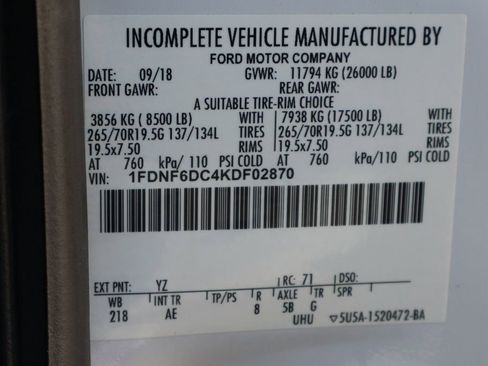 INCOMPLETE VEHICLE MANUFACTURED BY
FORD MOTOR COMPANY
DATE: 09/18 GVWR: 11794 KG (26000 LB)
FRONT GAWR: REAR GAWR:
A SUITABLE TIRE-RIM CHOICE
3856 KG ( 8500 LB) WITH 7938 KG (17500 LB) WITH
265/70R19.5G 137/134L TIRES 265/70R19.5G 137/134L TIRES
19.5x7.50 RIMS 19.5x7.50 RIMS
AT 760 kPa/110 PSI COLD AT 760 kPa/110 PSI COLD
VIN: 1FDNF6DC4KDF02870
EXT PNT: YZ RC: 71 DSO:
WB INT TR TP/PS R AXLE TR SPR
218 AE 8 5B G
UHU ▽5U5A-1520472-BA